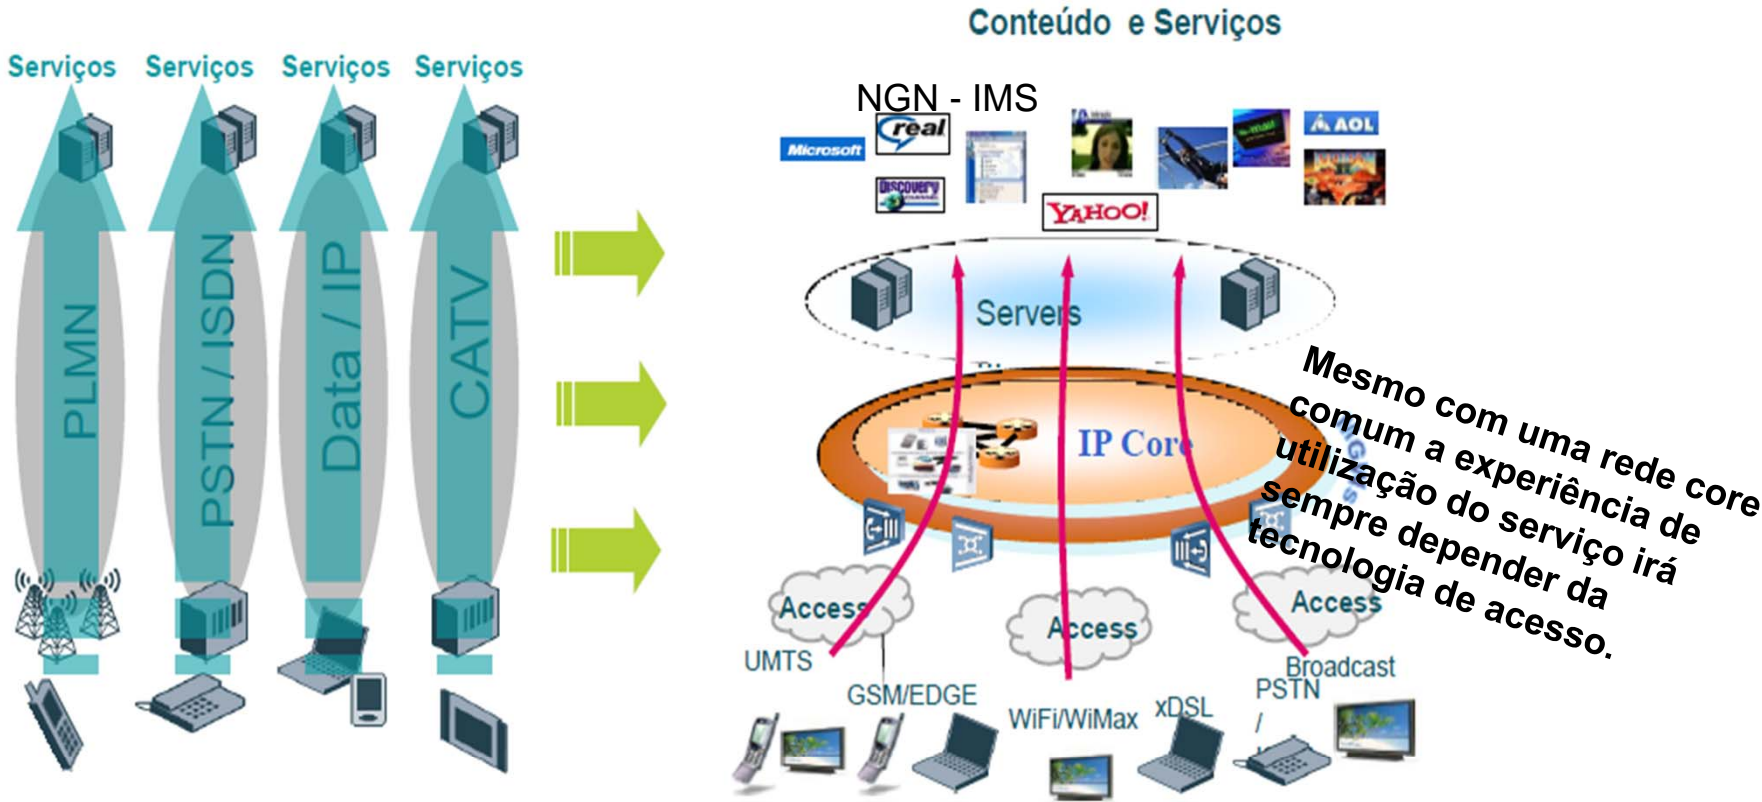 Conteúdo e Serviços
Serviços
Serviços
Serviços
Serviços
PLMN
PSTN / ISDN
Data / IP
CATV
NGN - IMS
Microsoft
real
DISCOVERY
CHANNEL
YAHOO!
AOL
Servers
IP Core
Mesmo com uma rede core
comum a experiência de
utilização do serviço irá
sempre depender da
tecnologia de acesso.
Access
Access
Access
UMTS
GSM/EDGE
WiFi/WiMax
xDSL
Broadcast
PSTN
/